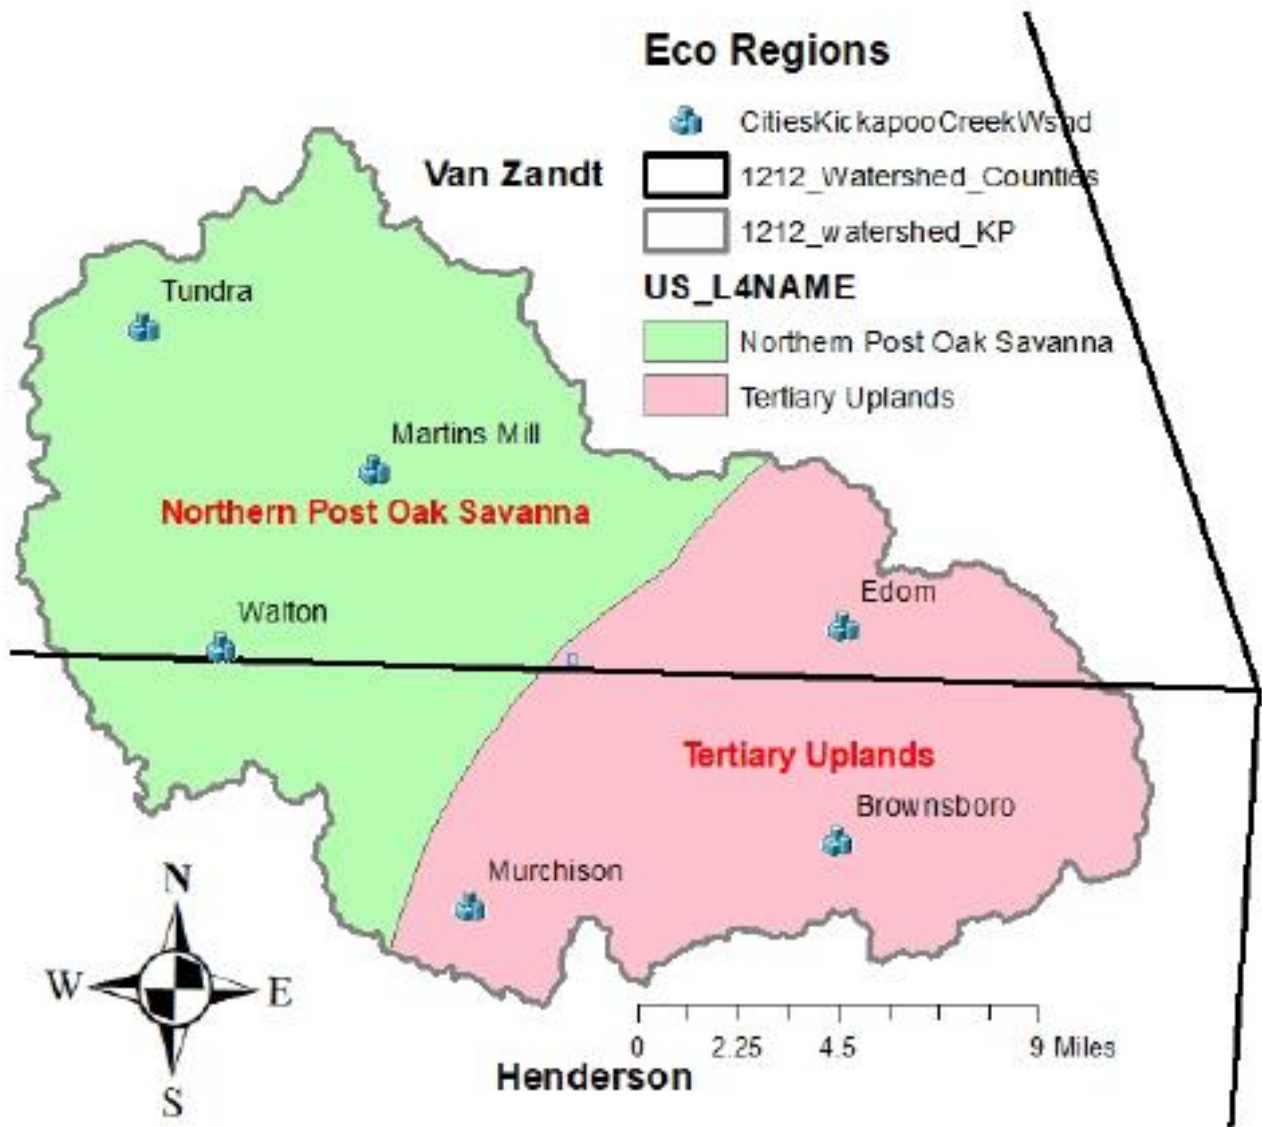 Eco Regions
CitiesKickapooCreekWshd
Van Zandt
1212_Watershed_Counties
1212_watershed_KP
US_L4NAME
Tundra
Northern Post Oak Savanna
Tertiary Uplands
Martins Mill
Northern Post Oak Savanna
Edom
Walton
Tertiary Uplands
Brownsboro
Murchison
N
W
E
S
0 2.25 4.5 9 Miles
Henderson